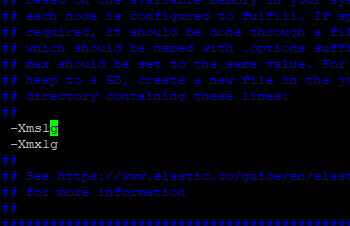 ## based on the available memory in your sys
## each node is configured to fulfill. If sp
## required, it should be done through a file
## which should be named with .options suffi
## max should be set to the same value. For
## heap to 4 GB, create a new file in the jv
## directory containing these lines:
##
-Xms1g
-Xmx1g
##
## See https://www.elastic.co/guide/en/elast
## for more information
##